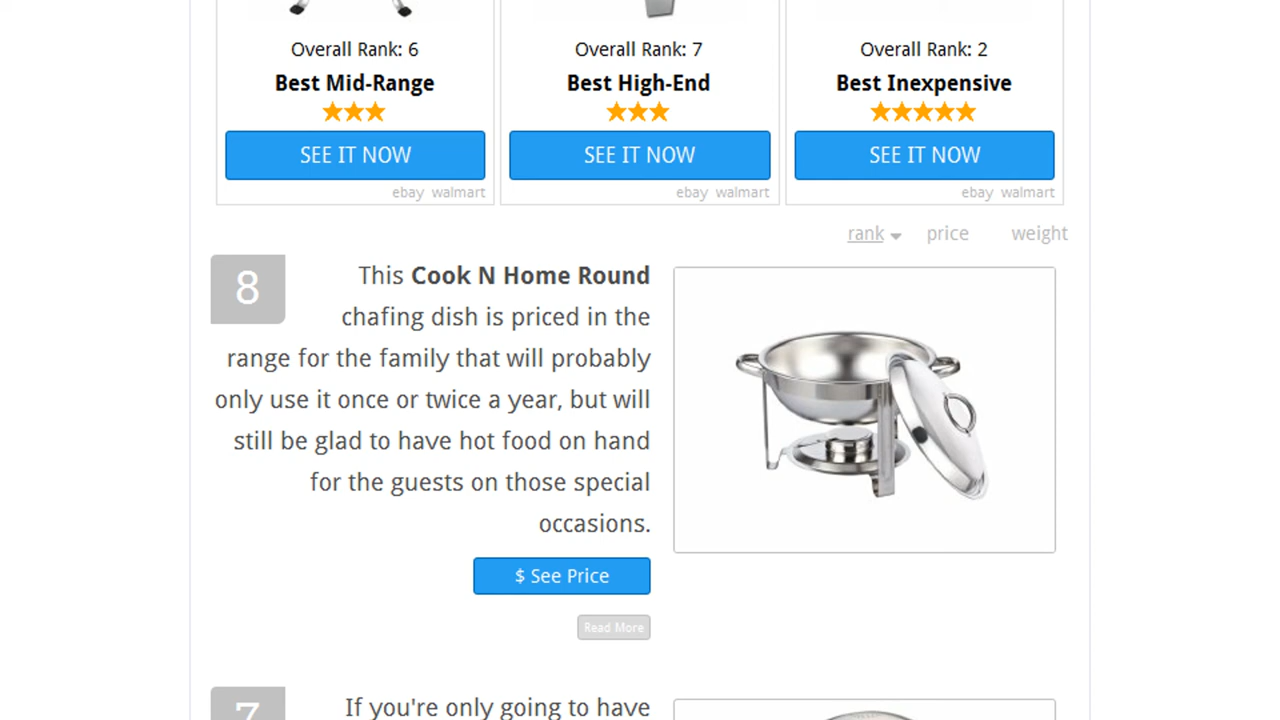 Overall Rank: 6
Best Mid-Range
SEE IT NOW
ebay walmart
Overall Rank: 7
Best High-End
SEE IT NOW
ebay walmart
Overall Rank: 2
Best Inexpensive
SEE IT NOW
ebay walmart
rank price weight
8
This Cook N Home Round
chafing dish is priced in the
range for the family that will probably
only use it once or twice a year, but will
still be glad to have hot food on hand
for the guests on those special
occasions.
$ See Price
Read More
7
If you're only going to have